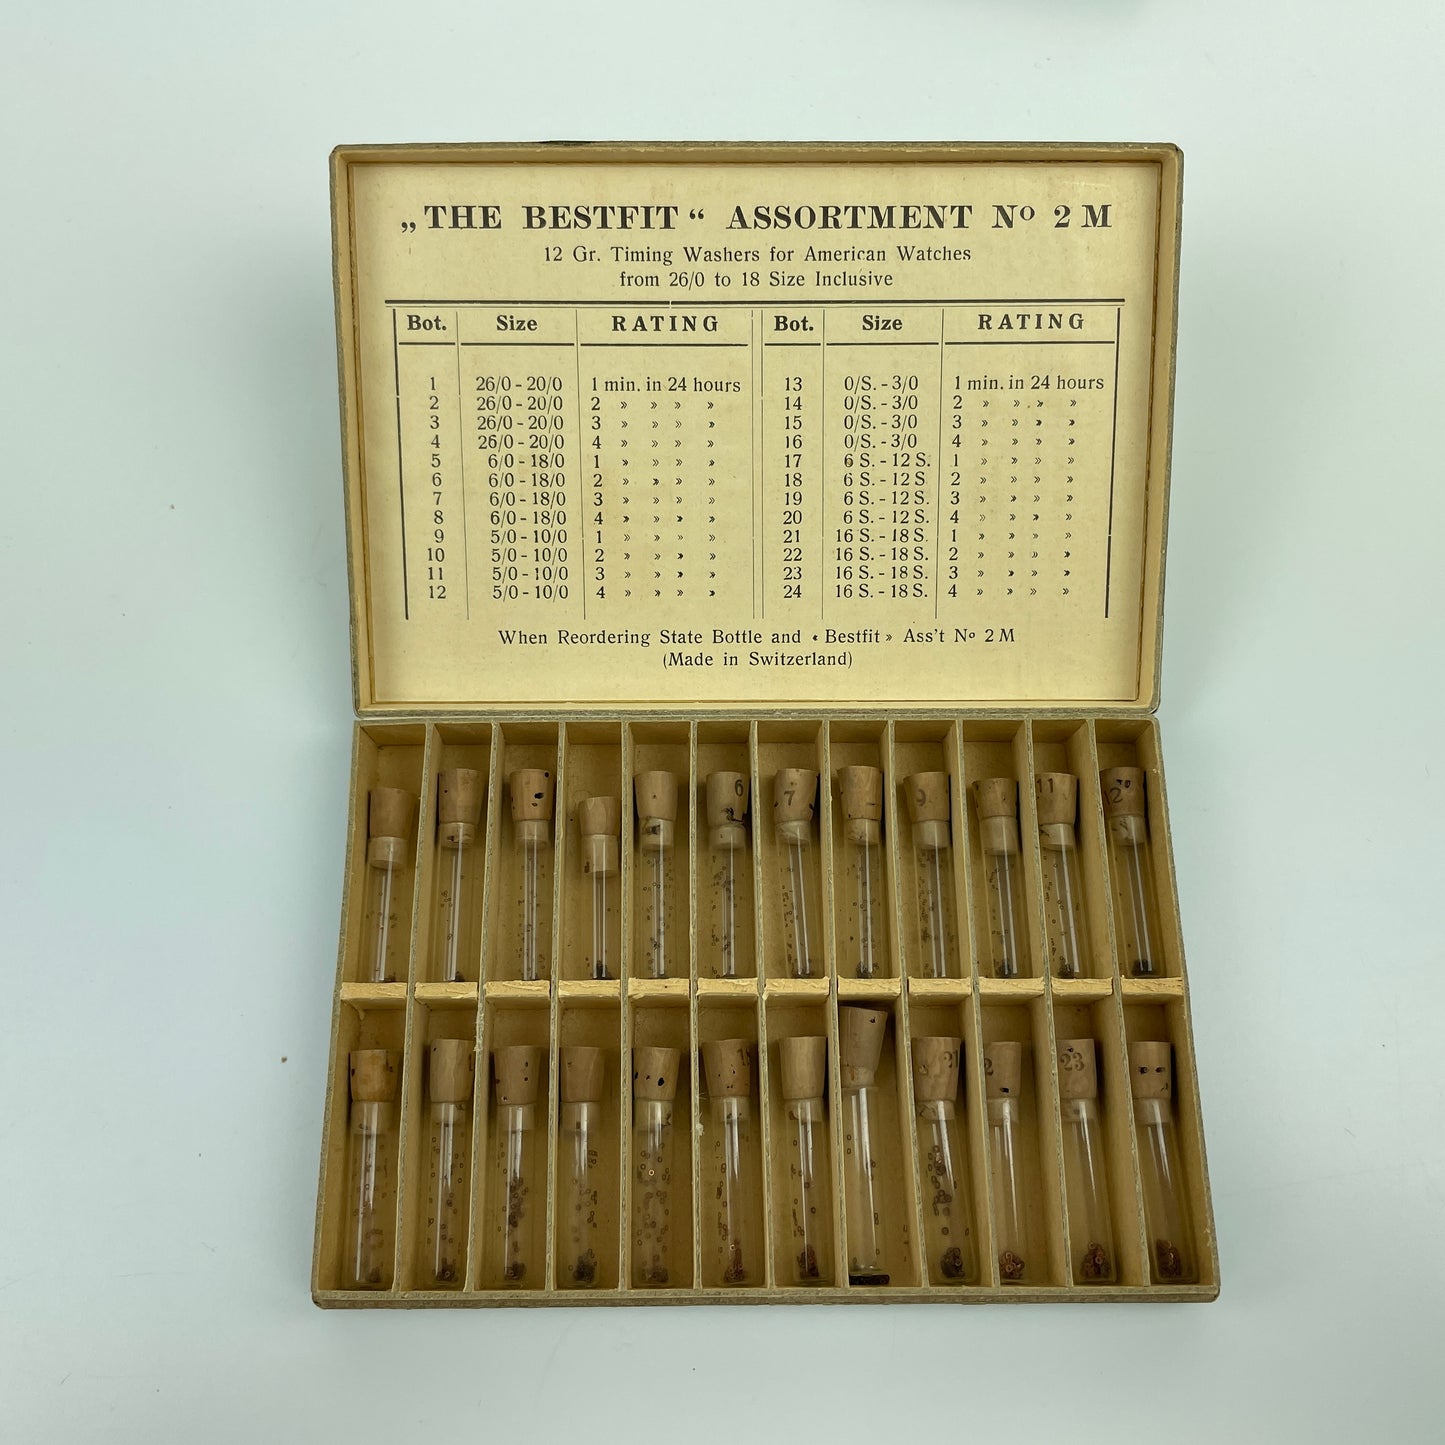 „THE BESTFIT“ ASSORTMENT Nº 2 M
12 Gr. Timing Washers for American Watches
from 26/0 to 18 Size Inclusive
Bot. Size RATING Bot. Size RATING
1 26/0 - 20/0 1 min. in 24 hours 13 0/S. - 3/0 1 min. in 24 hours
2 26/0 - 20/0 2 » » » » 14 0/S. - 3/0 2 » » » »
3 26/0 - 20/0 3 » » » » 15 0/S. - 3/0 3 » » » »
4 26/0 - 20/0 4 » » » » 16 0/S. - 3/0 4 » » » »
5 6/0 - 18/0 1 » » » » 17 6 S. - 12 S. 1 » » » »
6 6/0 - 18/0 2 » » » » 18 6 S. - 12 S 2 » » » »
7 6/0 - 18/0 3 » » » » 19 6 S. - 12 S. 3 » » » »
8 6/0 - 18/0 4 » » » » 20 6 S. - 12 S. 4 » » » »
9 5/0 - 10/0 1 » » » » 21 16 S. - 18 S. 1 » » » »
10 5/0 - 10/0 2 » » » » 22 16 S. - 18 S. 2 » » » »
11 5/0 - 10/0 3 » » » » 23 16 S. - 18 S. 3 » » » »
12 5/0 - 10/0 4 » » » » 24 16 S. - 18 S. 4 » » » »
When Reordering State Bottle and « Bestfit » Ass't Nº 2 M
(Made in Switzerland)
6 7 9 11 12
21 2 23